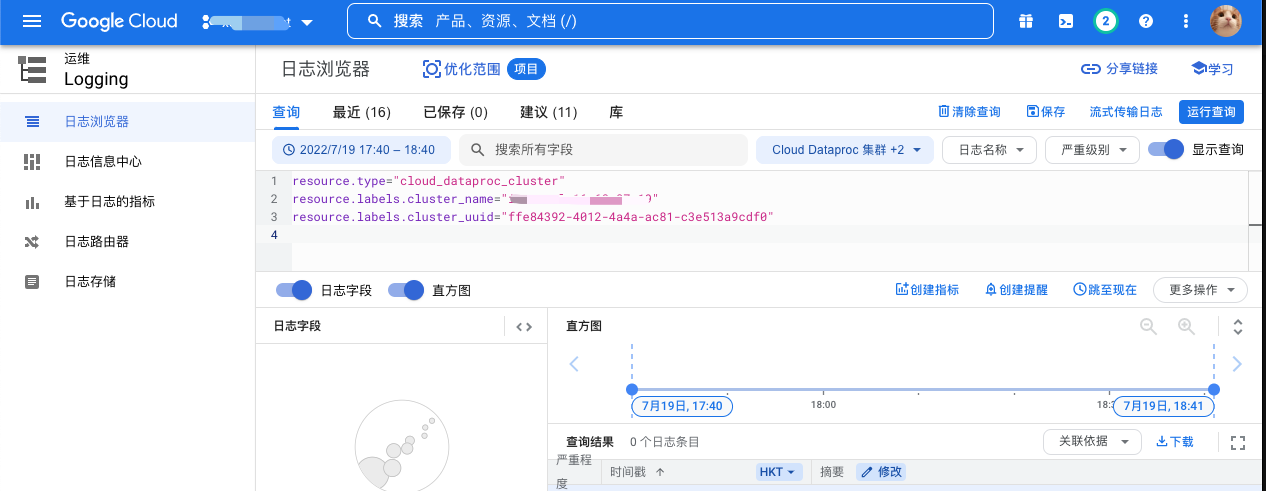 Google Cloud
搜索 产品、资源、文档 (/)
2
运维
Logging
日志浏览器
优化范围 项目
分享链接
学习
日志浏览器
日志信息中心
基于日志的指标
日志路由器
日志存储
查询 最近 (16) 已保存 (0) 建议 (11) 库
清除查询 保存 流式传输日志 运行查询
2022/7/19 17:40 – 18:40 搜索所有字段 Cloud Dataproc 集群 +2 日志名称 严重级别 显示查询
1 resource.type="cloud_dataproc_cluster"
2 resource.labels.cluster_name="
3 resource.labels.cluster_uuid="ffe84392-4012-4a4a-ac81-c3e513a9cdf0"
4
日志字段 直方图 创建指标 创建提醒 跳至现在 更多操作
日志字段
直方图
7月19日, 17:40 18:00 7月19日, 18:41
查询结果 0 个日志条目 关联依据 下载
严重程度 时间戳 HKT 摘要 修改